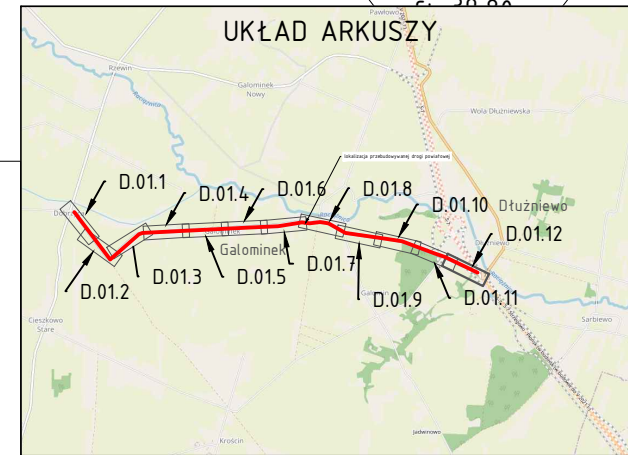 UKŁAD ARKUSZY
Pawłowo
Rzewin
Galominek
Nowy
Wola Dłużniewska
lokalizacja przebudowywanej drogi powiatowej
D.01.1
D.01.4
D.01.6
D.01.8
D.01.10
Dłużniewo
D.01.12
Galominek
D.01.2
D.01.3
D.01.5
D.01.7
D.01.9
D.01.11
Cieszkowo
Stare
Sarbiewo
Krościn
Jadwinowo